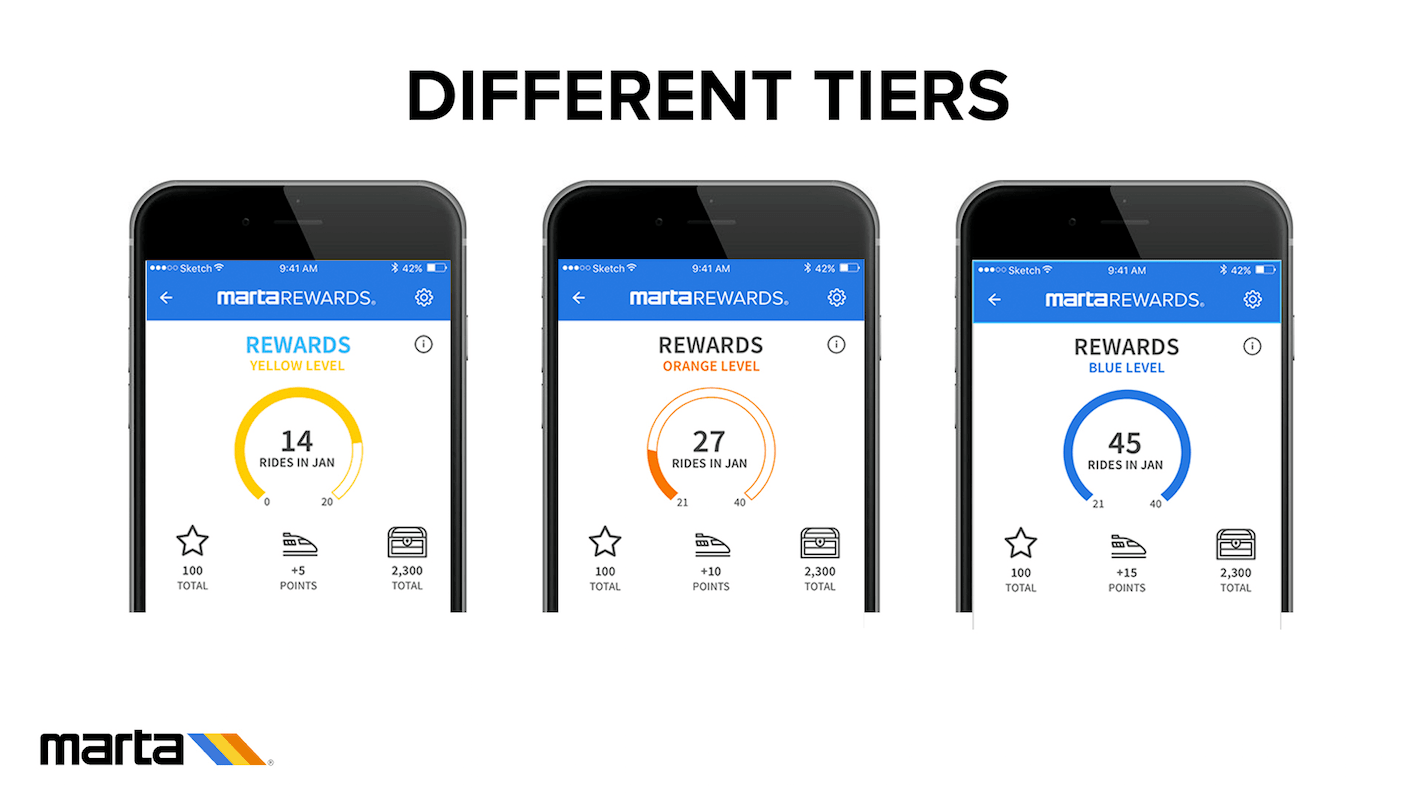 DIFFERENT TIERS
Sketch 9:41 AM 42%
martaREWARDS®
REWARDS
YELLOW LEVEL
14
RIDES IN JAN
0 20
100 +5 2,300
TOTAL POINTS TOTAL
Sketch 9:41 AM 42%
martaREWARDS®
REWARDS
ORANGE LEVEL
27
RIDES IN JAN
21 40
100 +10 2,300
TOTAL POINTS TOTAL
Sketch 9:41 AM 42%
martaREWARDS®
REWARDS
BLUE LEVEL
45
RIDES IN JAN
21 40
100 +15 2,300
TOTAL POINTS TOTAL
marta®